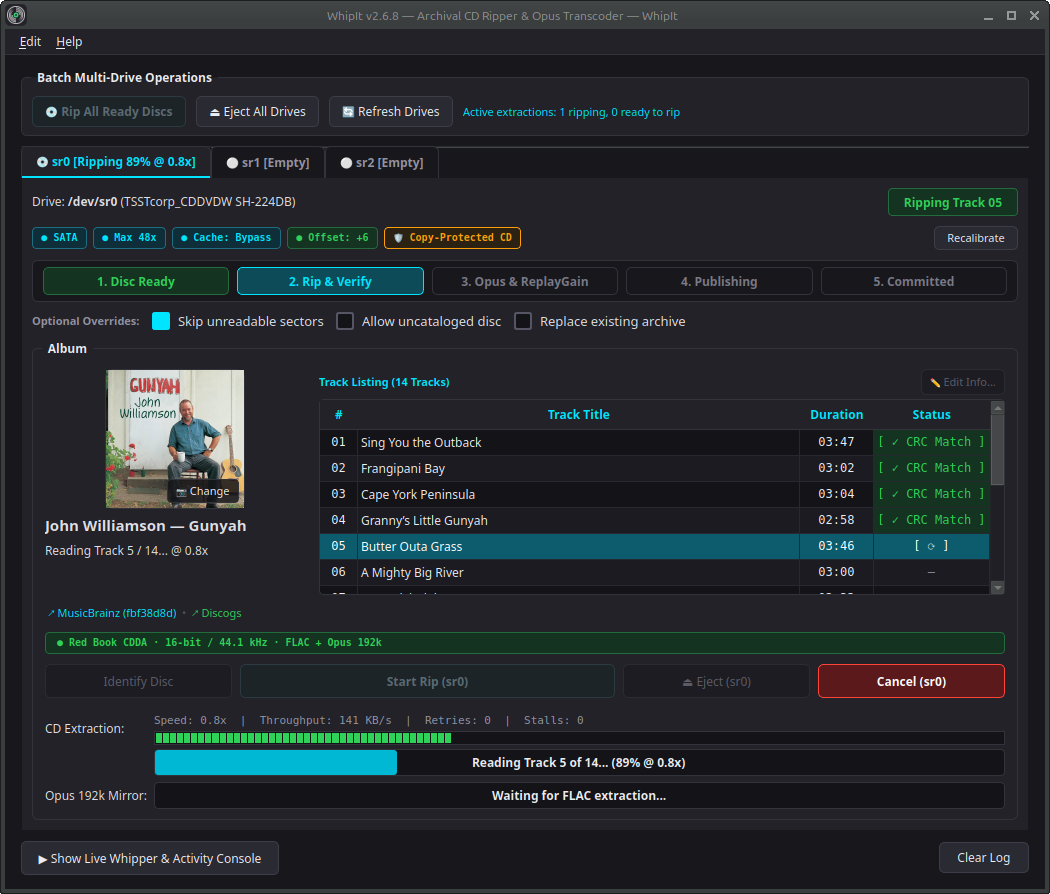 WhipIt v2.6.8 — Archival CD Ripper & Opus Transcoder — WhipIt
Edit Help
Batch Multi-Drive Operations
Rip All Ready Discs
Eject All Drives
Refresh Drives
Active extractions: 1 ripping, 0 ready to rip
sr0 [Ripping 89% @ 0.8x]
sr1 [Empty]
sr2 [Empty]
Drive: /dev/sr0 (TSSTcorp_CDDVDW SH-224DB)
Ripping Track 05
SATA
Max 48x
Cache: Bypass
Offset: +6
Copy-Protected CD
Recalibrate
1. Disc Ready
2. Rip & Verify
3. Opus & ReplayGain
4. Publishing
5. Committed
Optional Overrides: Skip unreadable sectors Allow uncataloged disc Replace existing archive
Album
GUNYAH
John
Williamson
Change
John Williamson — Gunyah
Reading Track 5 / 14... @ 0.8x
Track Listing (14 Tracks)
Edit Info...
# Track Title Duration Status
01 Sing You the Outback 03:47 [ ✓ CRC Match ]
02 Frangipani Bay 03:02 [ ✓ CRC Match ]
03 Cape York Peninsula 03:04 [ ✓ CRC Match ]
04 Granny’s Little Gunyah 02:58 [ ✓ CRC Match ]
05 Butter Outa Grass 03:46 [ ⟳ ]
06 A Mighty Big River 03:00 —
↗ MusicBrainz (fbf38d8d) • ↗ Discogs
● Red Book CDDA · 16-bit / 44.1 kHz · FLAC + Opus 192k
Identify Disc
Start Rip (sr0)
Eject (sr0)
Cancel (sr0)
CD Extraction:
Speed: 0.8x | Throughput: 141 KB/s | Retries: 0 | Stalls: 0
Reading Track 5 of 14... (89% @ 0.8x)
Opus 192k Mirror:
Waiting for FLAC extraction...
▶ Show Live Whipper & Activity Console
Clear Log